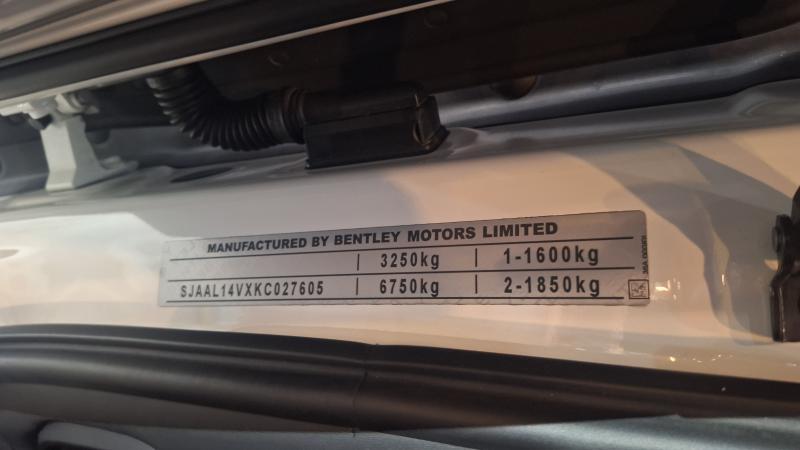 MANUFACTURED BY BENTLEY MOTORS LIMITED
| 3250kg | 1-1600kg
SJAAL14VXKC027605 | 6750kg | 2-1850kg